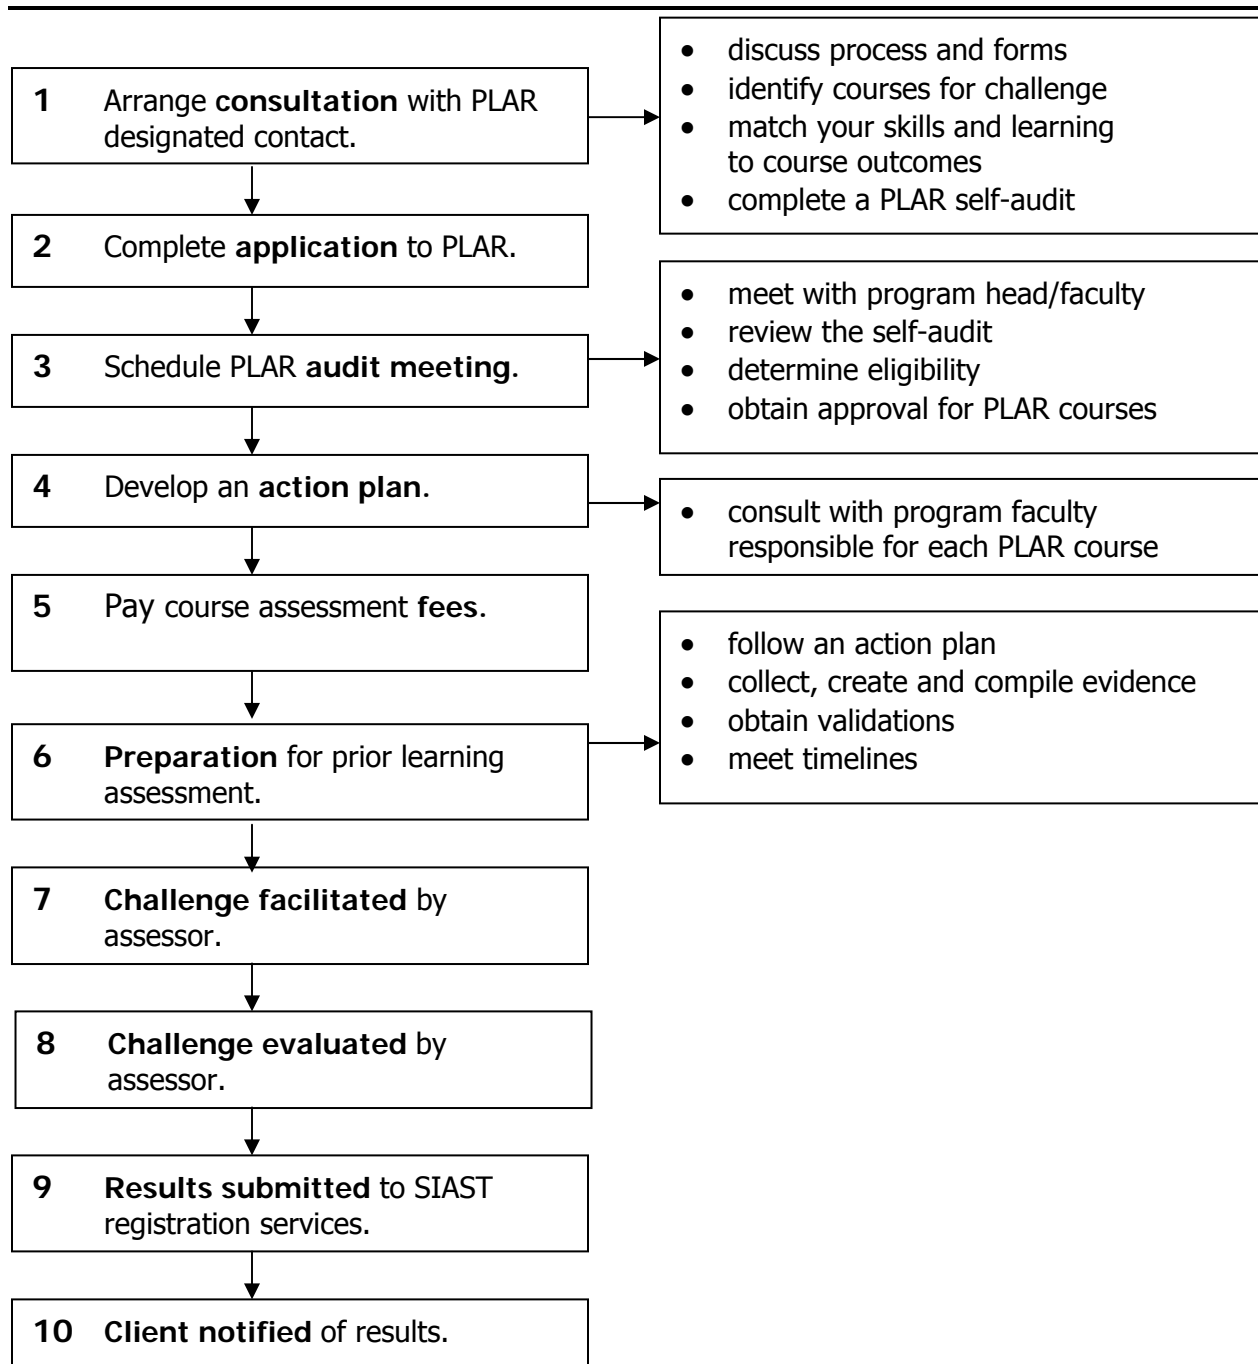 1 Arrange consultation with PLAR
designated contact.
• discuss process and forms
• identify courses for challenge
• match your skills and learning
to course outcomes
• complete a PLAR self-audit
2 Complete application to PLAR.
3 Schedule PLAR audit meeting.
• meet with program head/faculty
• review the self-audit
• determine eligibility
• obtain approval for PLAR courses
4 Develop an action plan.
• consult with program faculty
responsible for each PLAR course
5 Pay course assessment fees.
6 Preparation for prior learning
assessment.
• follow an action plan
• collect, create and compile evidence
• obtain validations
• meet timelines
7 Challenge facilitated by
assessor.
8 Challenge evaluated by
assessor.
9 Results submitted to SIAST
registration services.
10 Client notified of results.